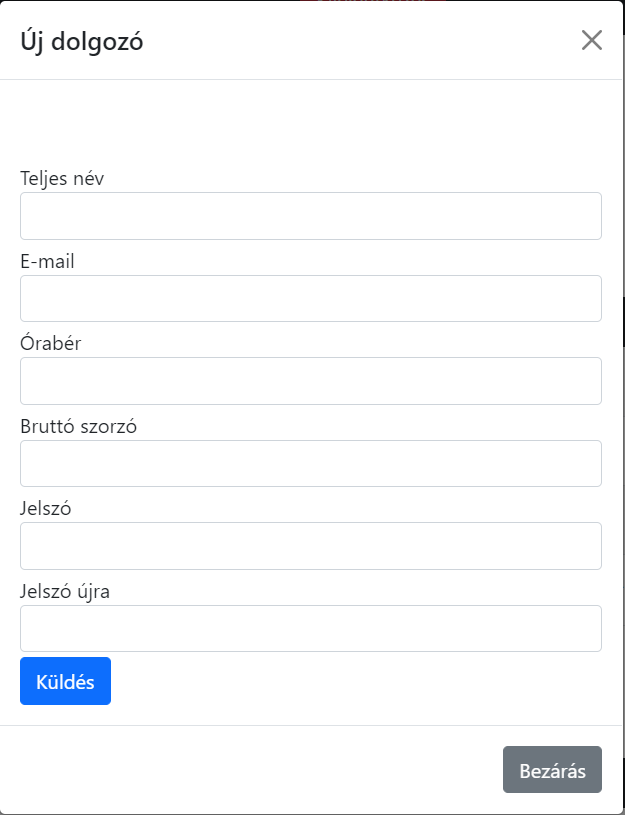 Új dolgozó
Teljes név
E-mail
Órabér
Bruttó szorzó
Jelszó
Jelszó újra
Küldés
Bezárás